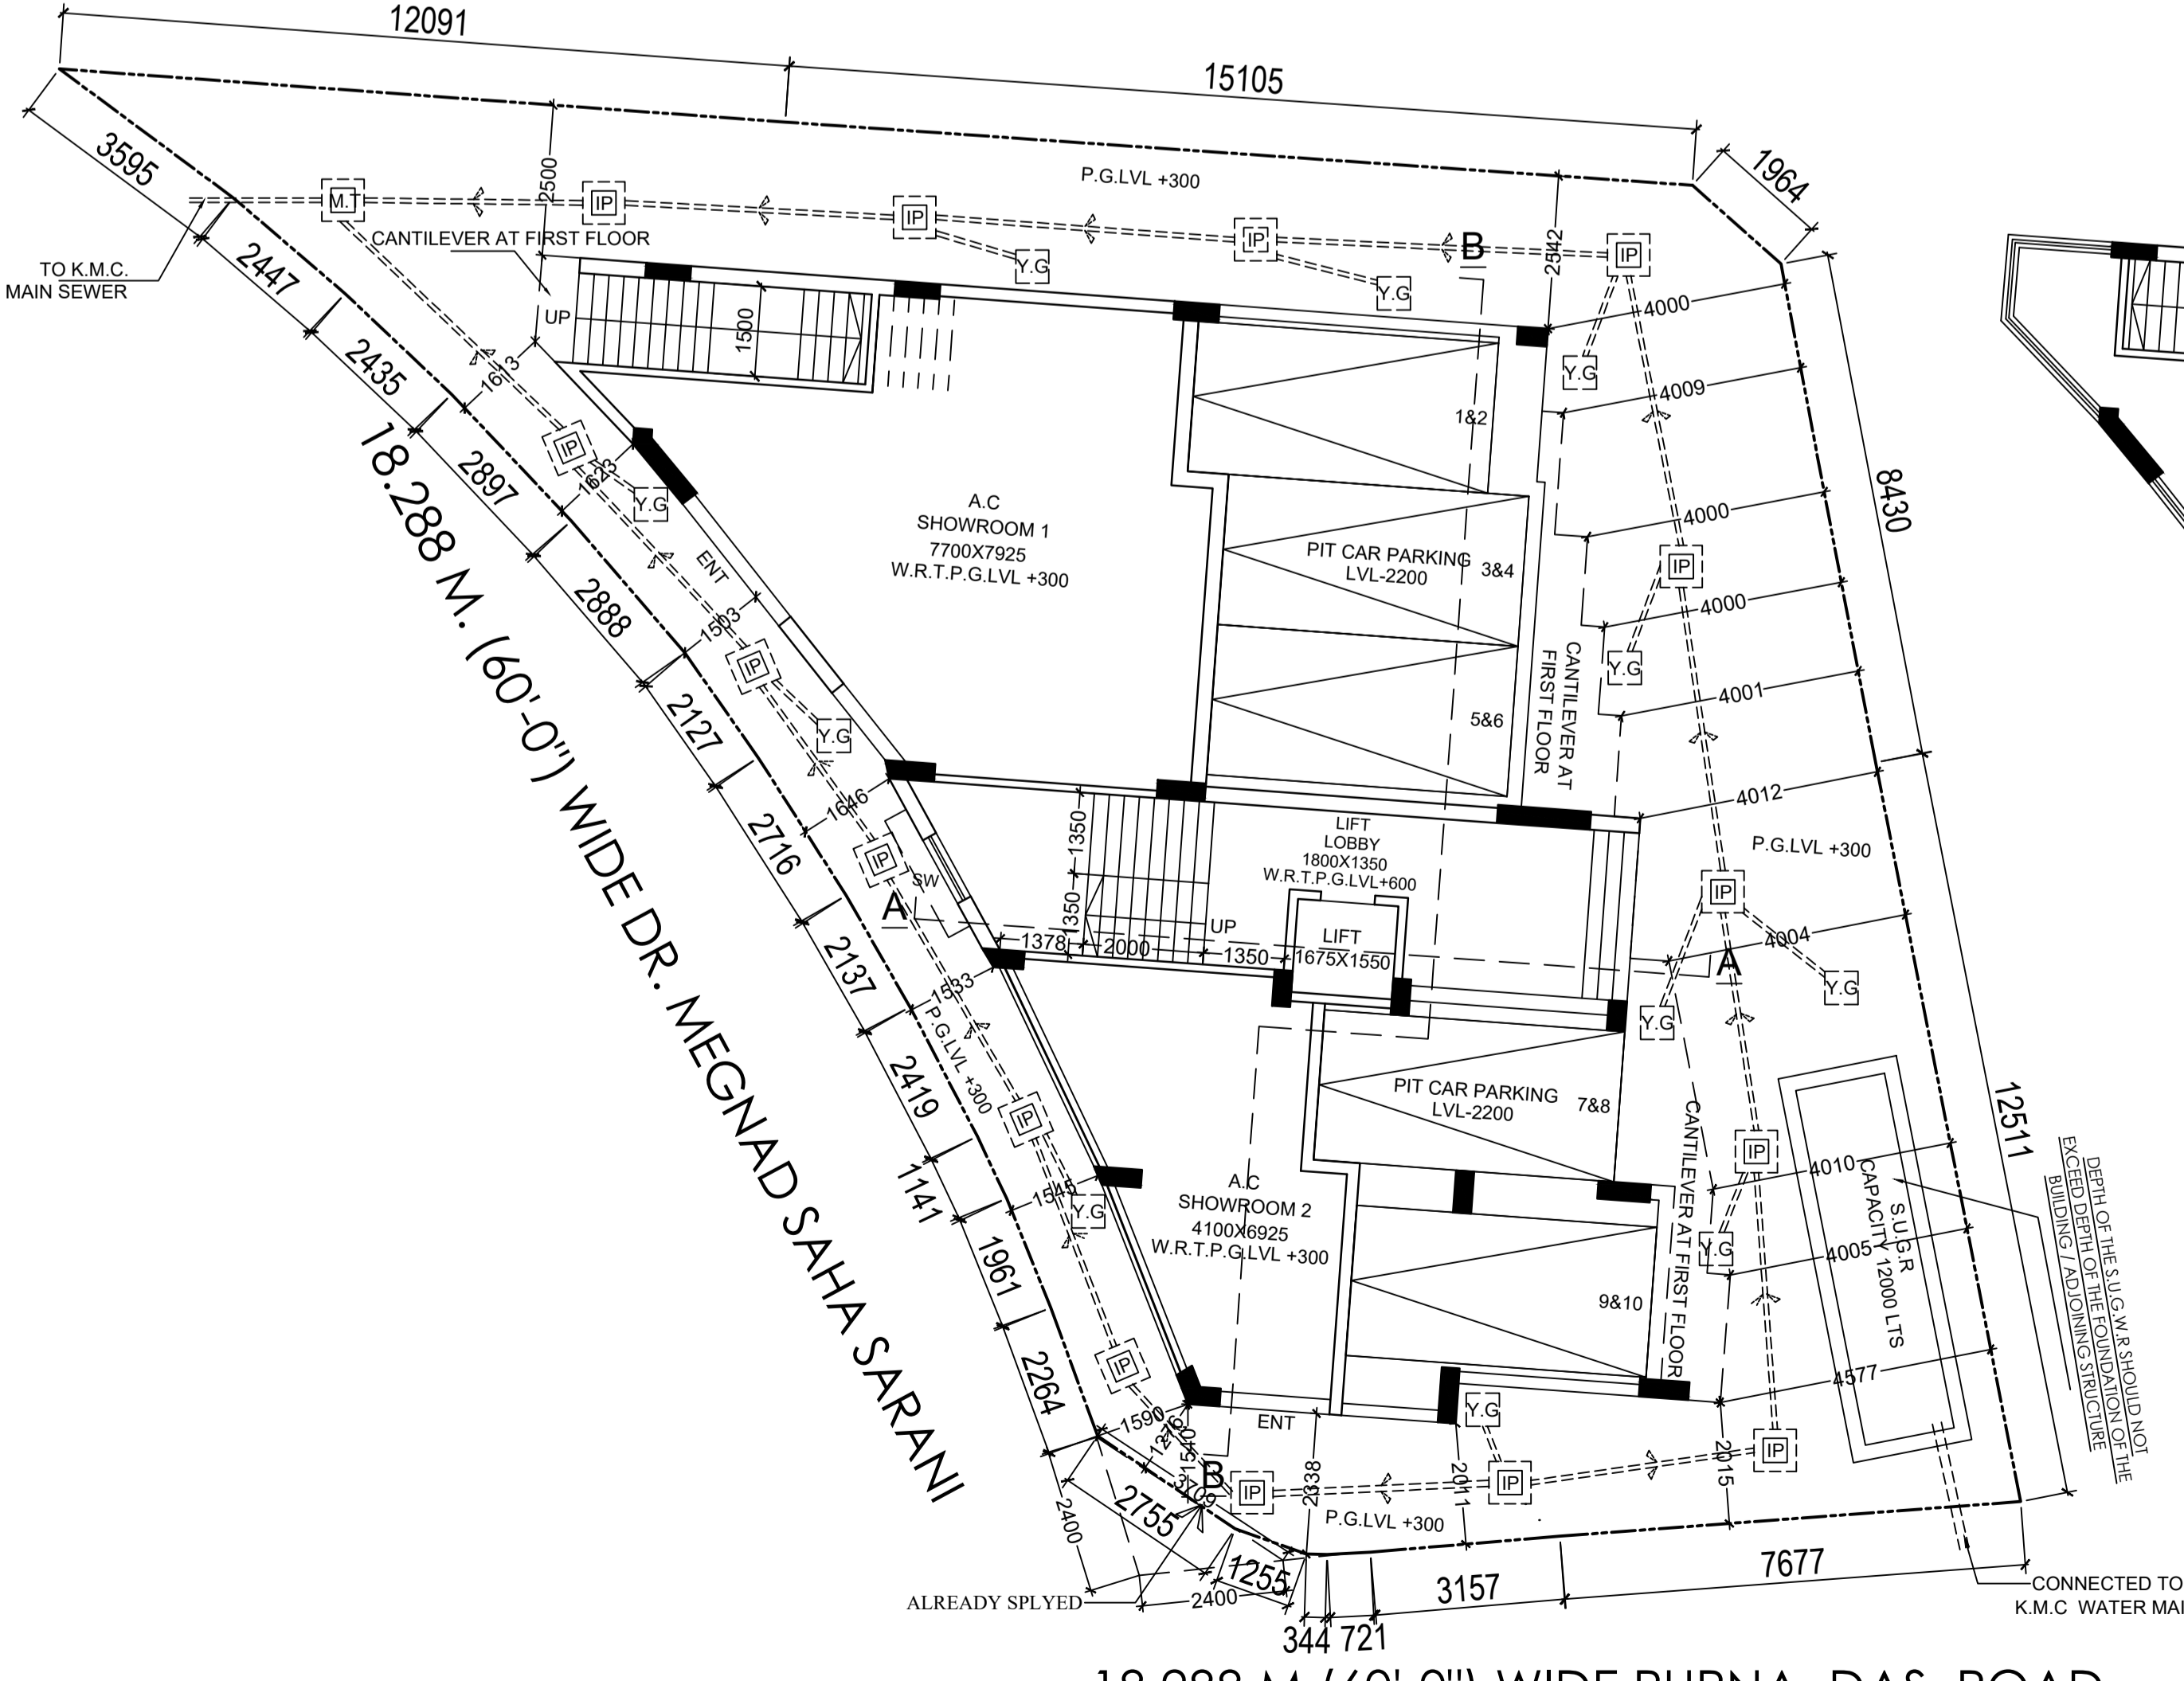 12091
15105
3595
2500
P.G.LVL +300
1964
M.T
IP
IP
IP
IP
CANTILEVER AT FIRST FLOOR
Y.G
Y.G
B
2542
TO K.M.C.
MAIN SEWER
2447
UP
1500
4000
2435
Y.G
4009
1&2
18.288 M. (60'-0") WIDE DR. MEGNAD SAHA SARANI
IP
1623
Y.G
2897
ENT
A.C
SHOWROOM 1
7700X7925
W.R.T.P.G.LVL +300
PIT CAR PARKING
LVL-2200
3&4
4000
8430
IP
2888
1503
4000
IP
Y.G
CANTILEVER AT
FIRST FLOOR
4001
2127
Y.G
5&6
1646
4012
2716
IP
SW
A
1350
1350
LIFT
LOBBY
1800X1350
W.R.T.P.G.LVL+600
P.G.LVL +300
IP
UP
1378
2000
1350
LIFT
1675X1550
4004
A
Y.G
Y.G
2137
1533
P.G.LVL +300
2419
IP
PIT CAR PARKING
LVL-2200
7&8
CANTILEVER AT FIRST FLOOR
IP
4010
12511
1141
1545
Y.G
A.C
SHOWROOM 2
4100X6925
W.R.T.P.G.LVL +300
Y.G
4005
S.U.G.R
CAPACITY 12000 LTS
DEPTH OF THE S.U.G.W.R SHOULD NOT
EXCEED DEPTH OF THE FOUNDATION OF THE
BUILDING / ADJOINING STRUCTURE
1961
9&10
2264
IP
4577
1590
ENT
Y.G
B
IP
2338
2011
IP
2015
IP
2755
2400
P.G.LVL +300
1255
2400
ALREADY SPLYED
344
721
3157
7677
CONNECTED TO
K.M.C WATER MAI